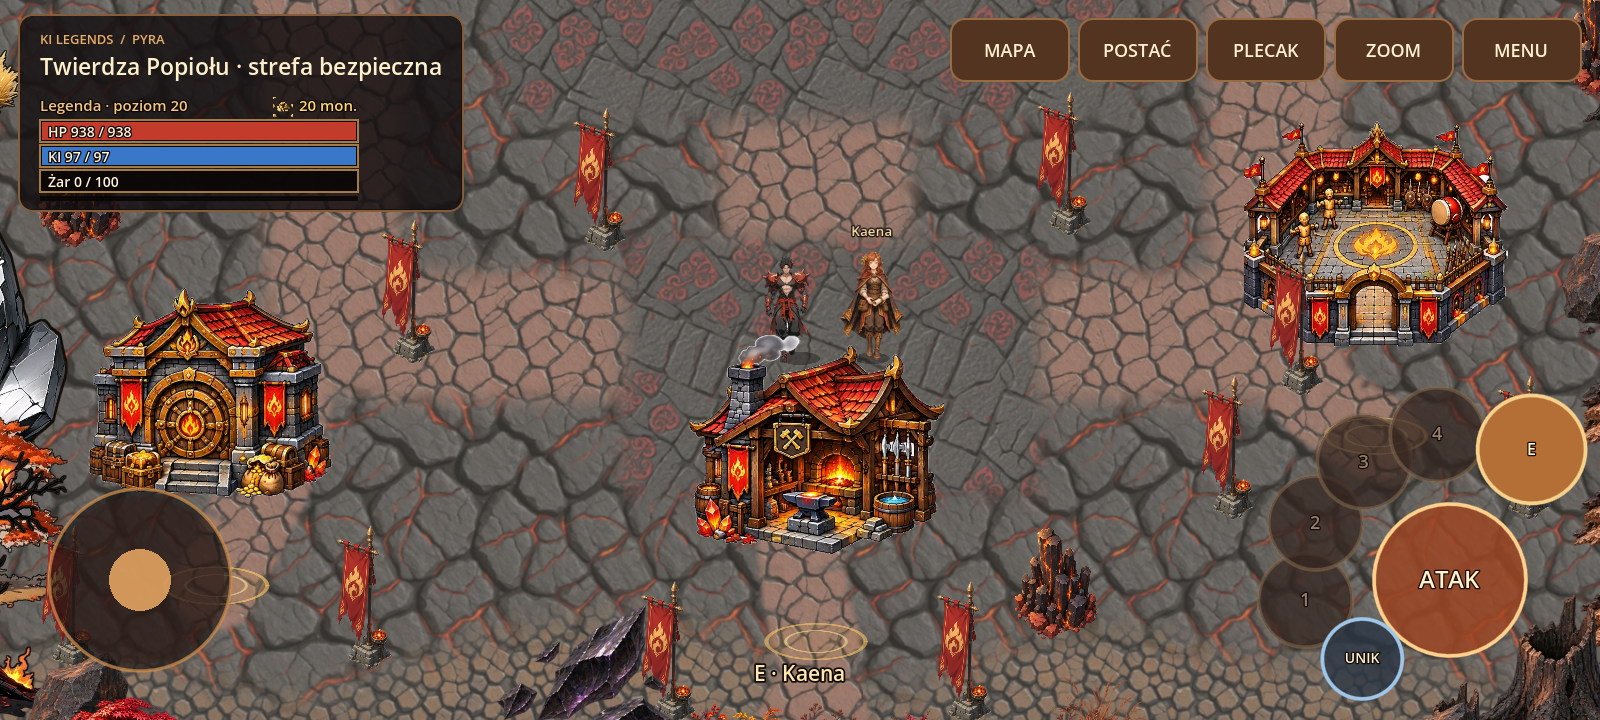 KI LEGENDS / PYRA
Twierdza Popiołu · strefa bezpieczna
Legenda · poziom 20
20 mon.
HP 938 / 938
KI 97 / 97
Żar 0 / 100
MAPA
POSTAĆ
PLECAK
ZOOM
MENU
Kaena
4
E
3
2
ATAK
1
UNIK
E · Kaena